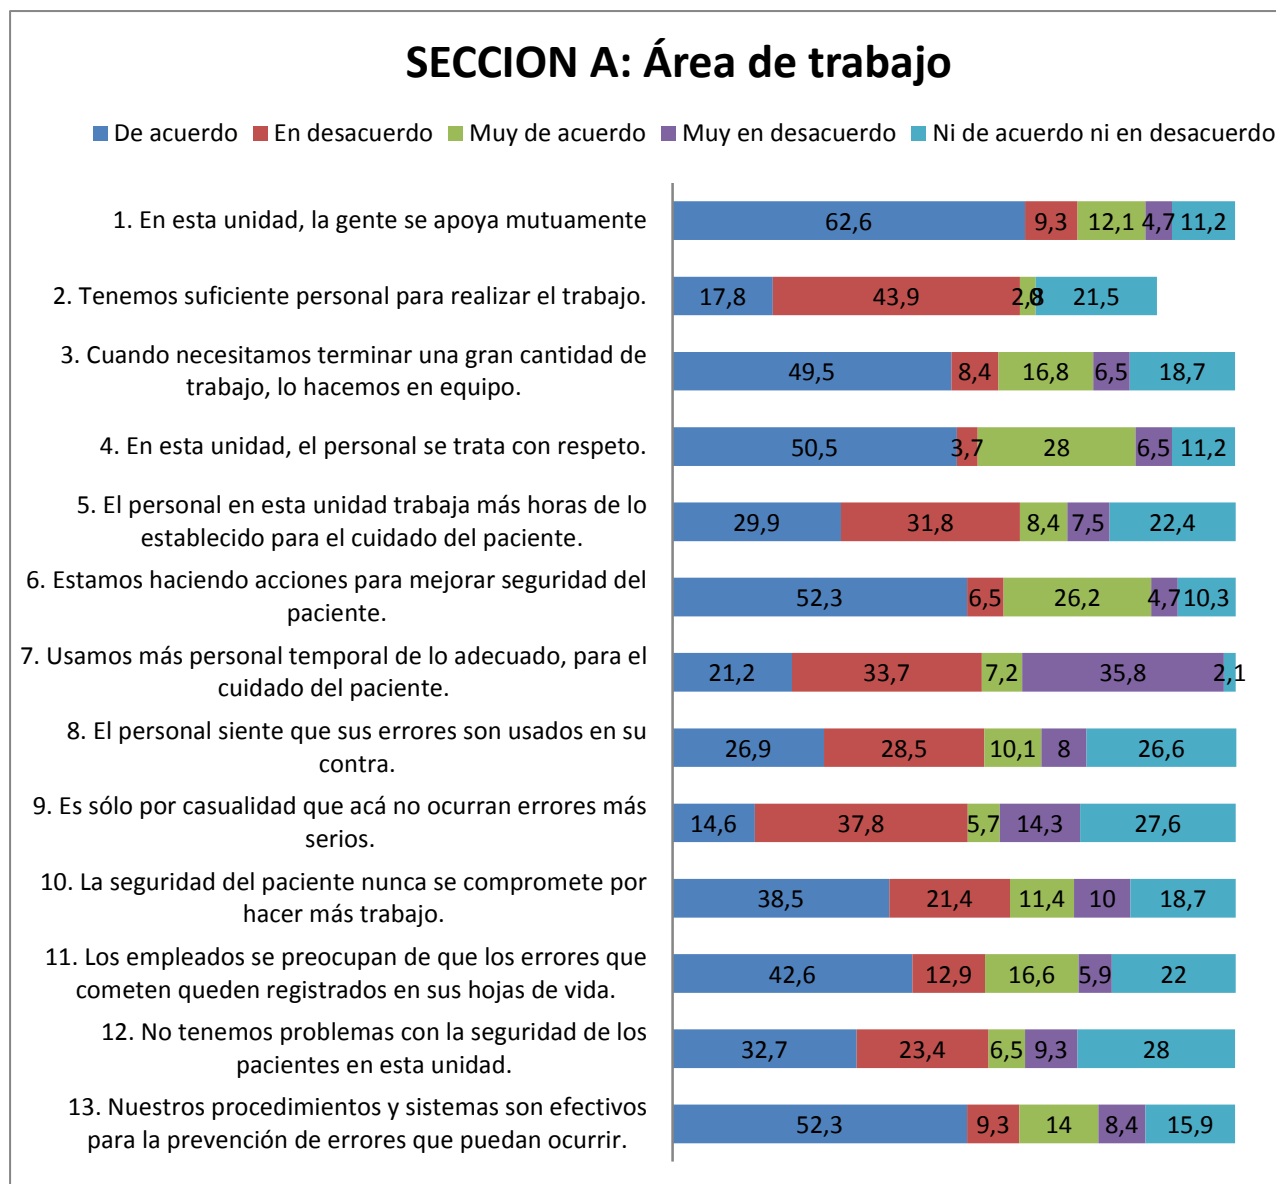 SECCION A: Área de trabajo
De acuerdo En desacuerdo Muy de acuerdo Muy en desacuerdo Ni de acuerdo ni en desacuerdo
1. En esta unidad, la gente se apoya mutuamente
62,6 9,3 12,1 4,7 11,2
2. Tenemos suficiente personal para realizar el trabajo.
17,8 43,9 21,5
3. Cuando necesitamos terminar una gran cantidad de
trabajo, lo hacemos en equipo.
49,5 8,4 16,8 6,5 18,7
4. En esta unidad, el personal se trata con respeto.
50,5 3,7 28 6,5 11,2
5. El personal en esta unidad trabaja más horas de lo
establecido para el cuidado del paciente.
29,9 31,8 8,4 7,5 22,4
6. Estamos haciendo acciones para mejorar seguridad del
paciente.
52,3 6,5 26,2 4,7 10,3
7. Usamos más personal temporal de lo adecuado, para el
cuidado del paciente.
21,2 33,7 7,2 35,8 2,1
8. El personal siente que sus errores son usados en su
contra.
26,9 28,5 10,1 8 26,6
9. Es sólo por casualidad que acá no ocurran errores más
serios.
14,6 37,8 5,7 14,3 27,6
10. La seguridad del paciente nunca se compromete por
hacer más trabajo.
38,5 21,4 11,4 10 18,7
11. Los empleados se preocupan de que los errores que
cometen queden registrados en sus hojas de vida.
42,6 12,9 16,6 5,9 22
12. No tenemos problemas con la seguridad de los
pacientes en esta unidad.
32,7 23,4 6,5 9,3 28
13. Nuestros procedimientos y sistemas son efectivos
para la prevención de errores que puedan ocurrir.
52,3 9,3 14 8,4 15,9